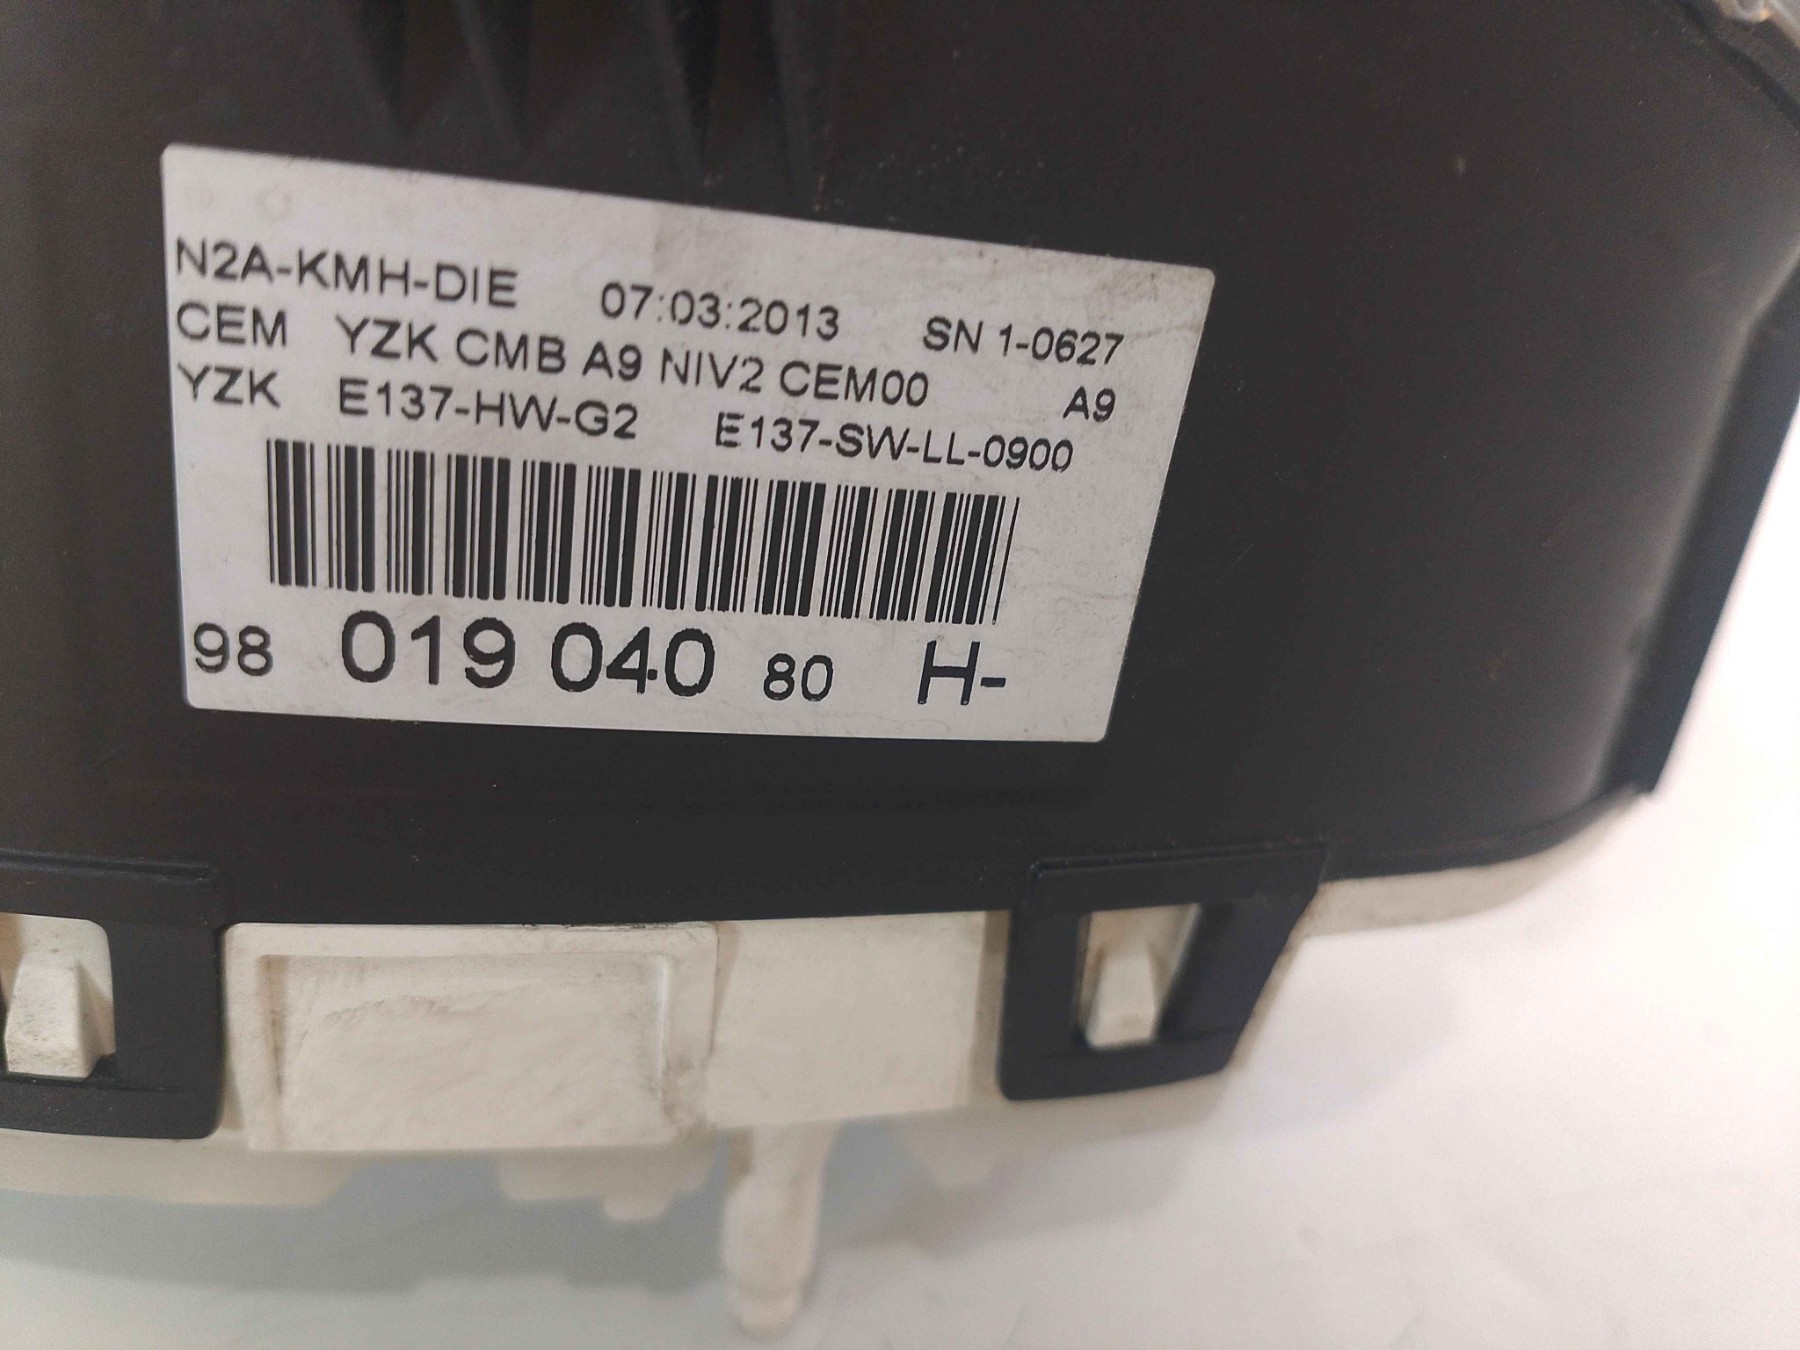 N2A-KMH-DIE 07:03:2013 SN 1-0627
CEM YZK CMB A9 NIV2 CEM00 A9
YZK E137-HW-G2 E137-SW-LL-0900
98 019 040 80 H-